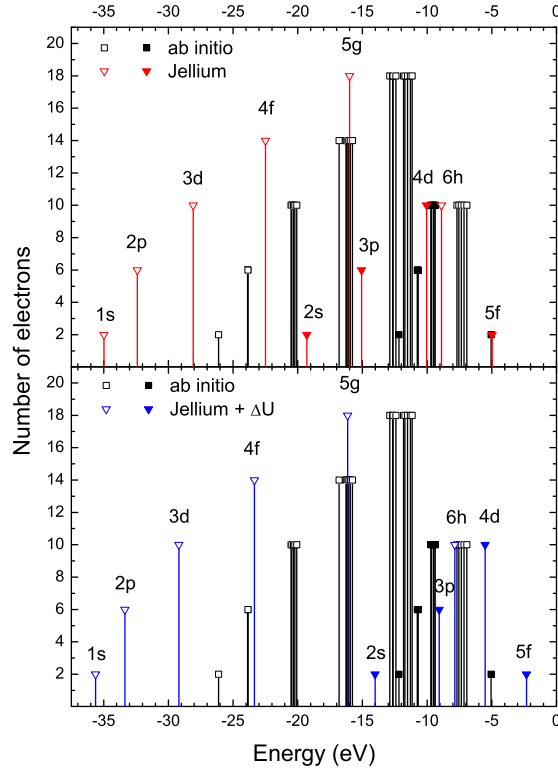 -35 -30 -25 -20 -15 -10 -5 0
20
18
16
14
12
10
8
6
4
2
ab initio
Jellium
1s
2p
3d
4f
2s
5g
3p
4d
6h
5f
Number of electrons
20
18
16
14
12
10
8
6
4
2
ab initio
Jellium + ΔU
1s
2p
3d
4f
5g
2s
3p
6h
4d
5f
-35 -30 -25 -20 -15 -10 -5 0
Energy (eV)